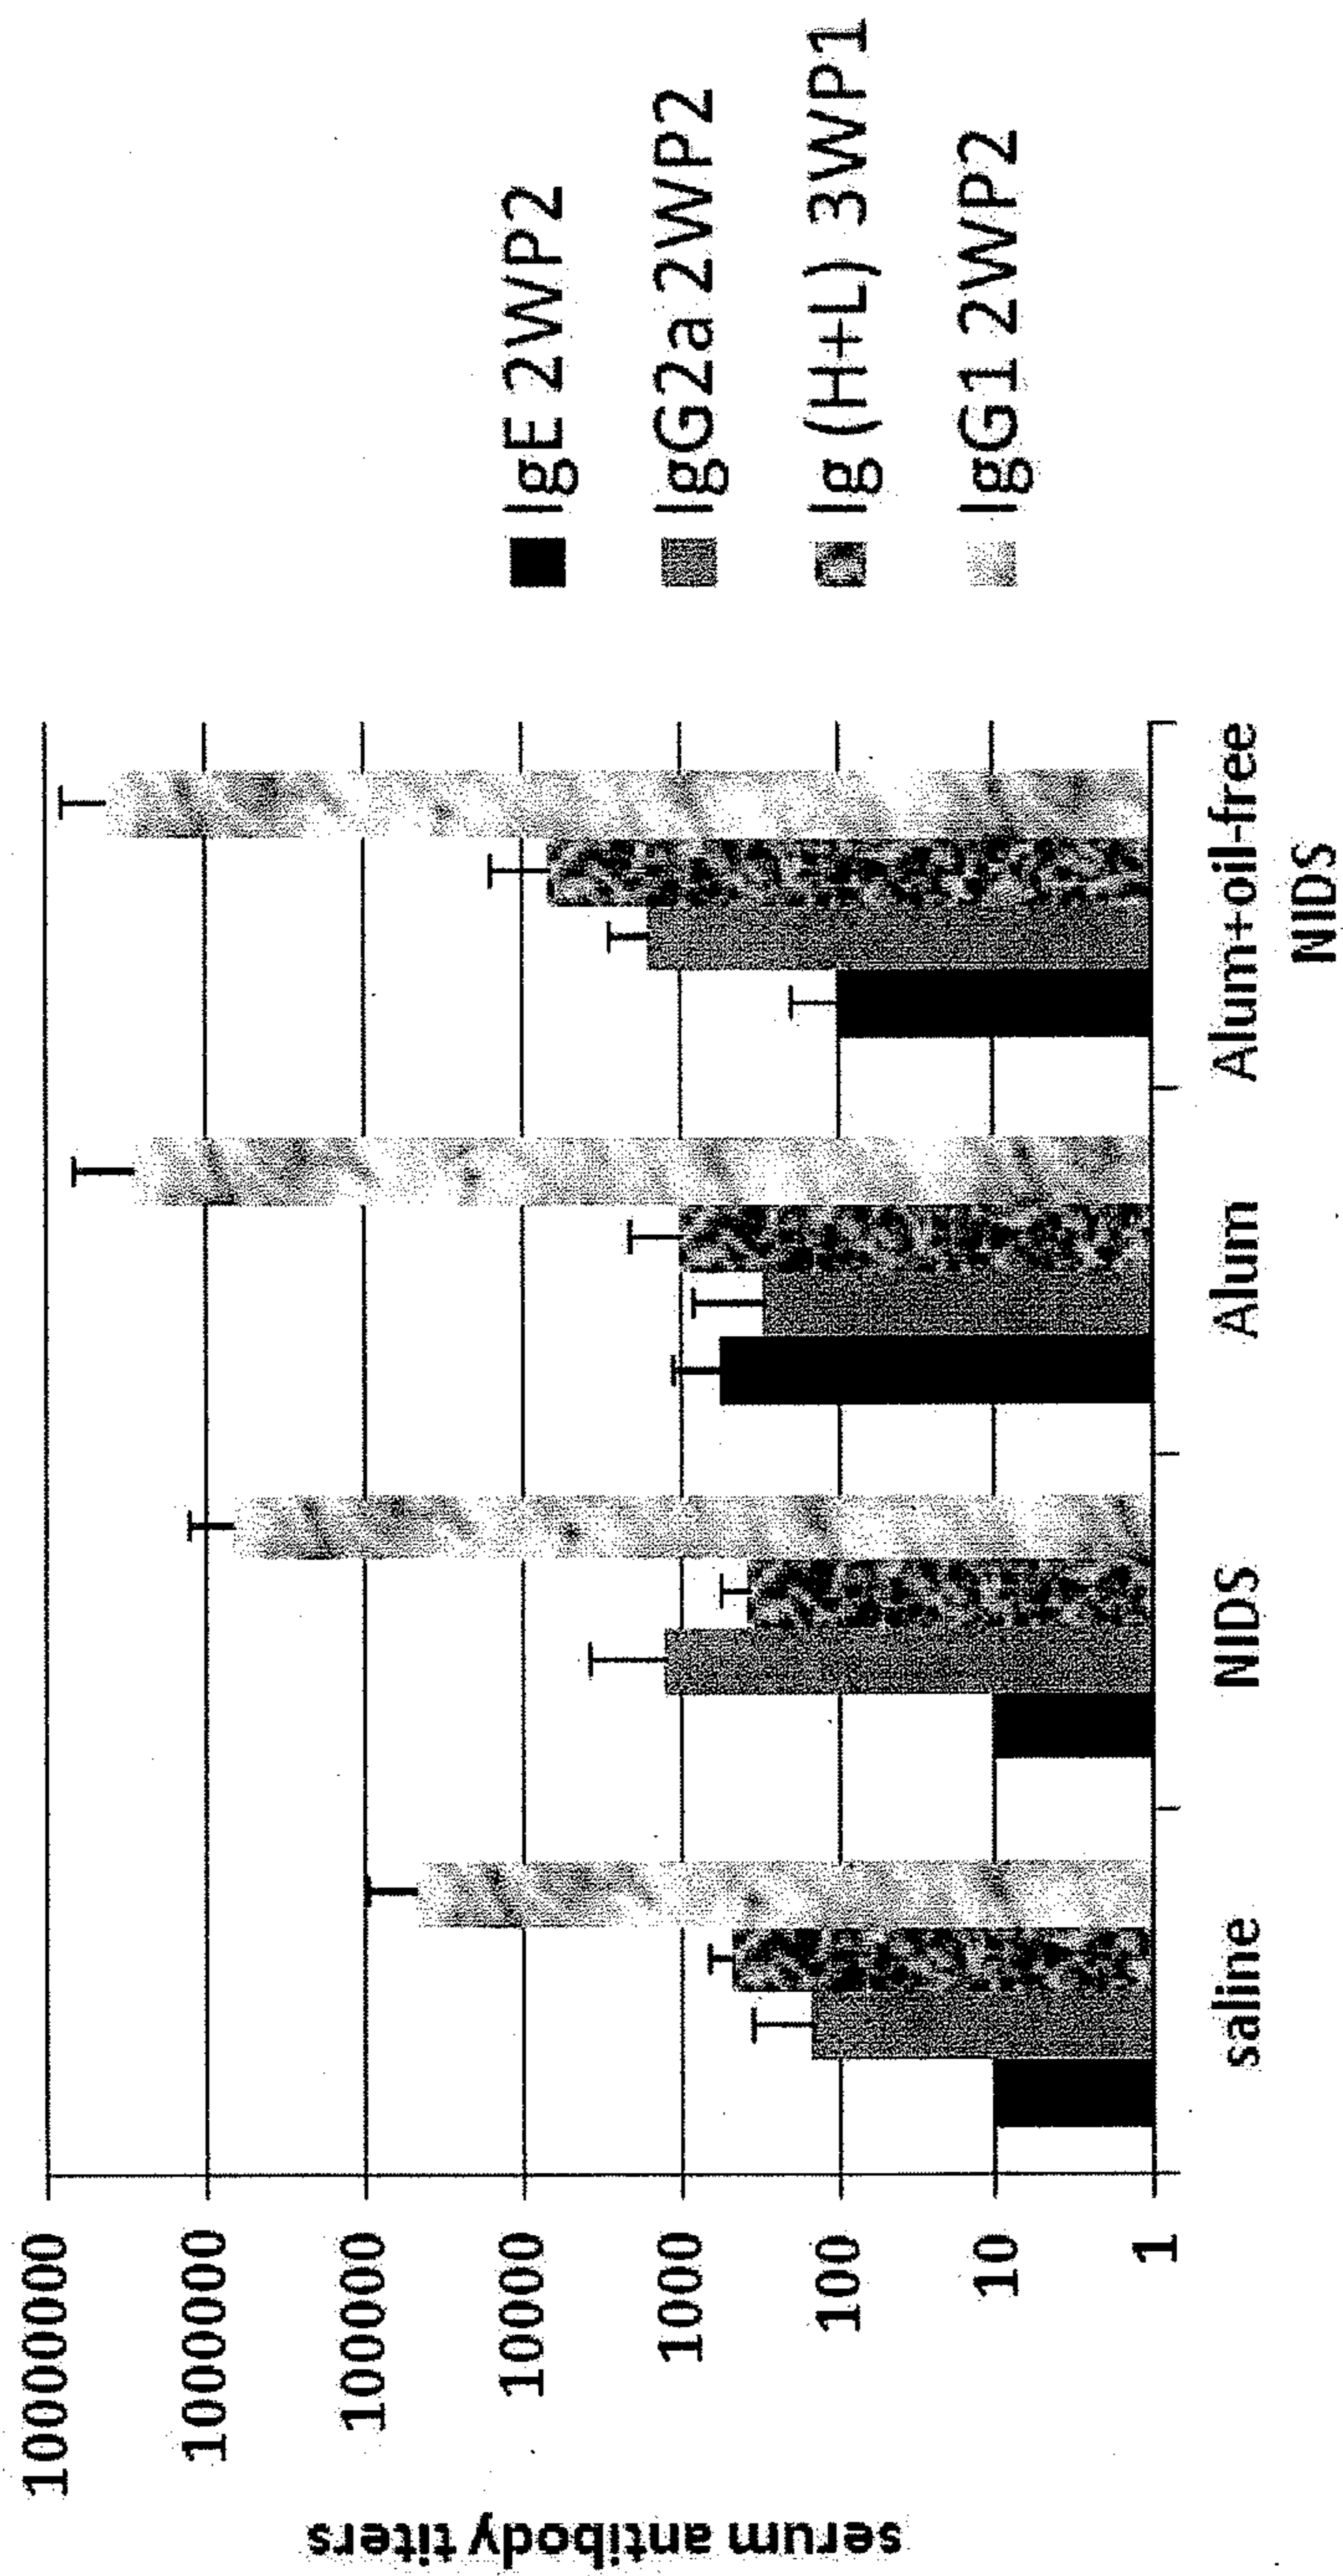 serum antibody titers
10000000
1000000
100000
10000
1000
100
10
1
saline
NIDS
Alum
Alum+oil-free
NIDS
IgE 2WP2
IgG2a 2WP2
Ig (H+L) 3WP1
IgG1 2WP2